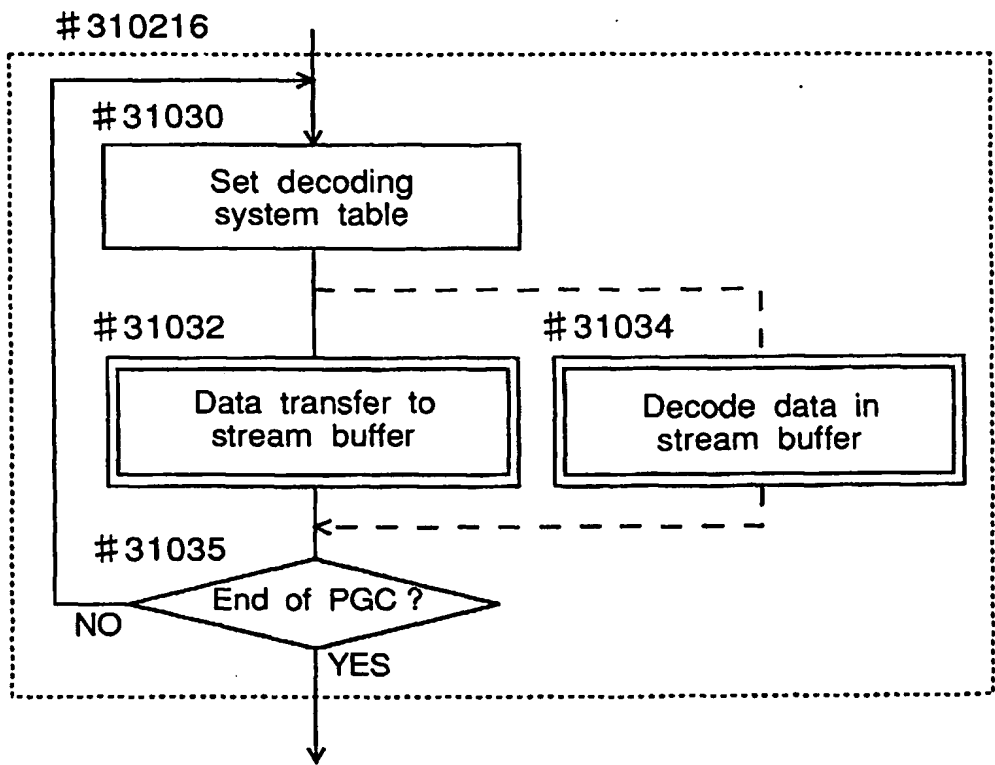 #310216
#31030
Set decoding
system table
#31032
#31034
Data transfer to
stream buffer
Decode data in
stream buffer
#31035
End of PGC ?
NO
YES